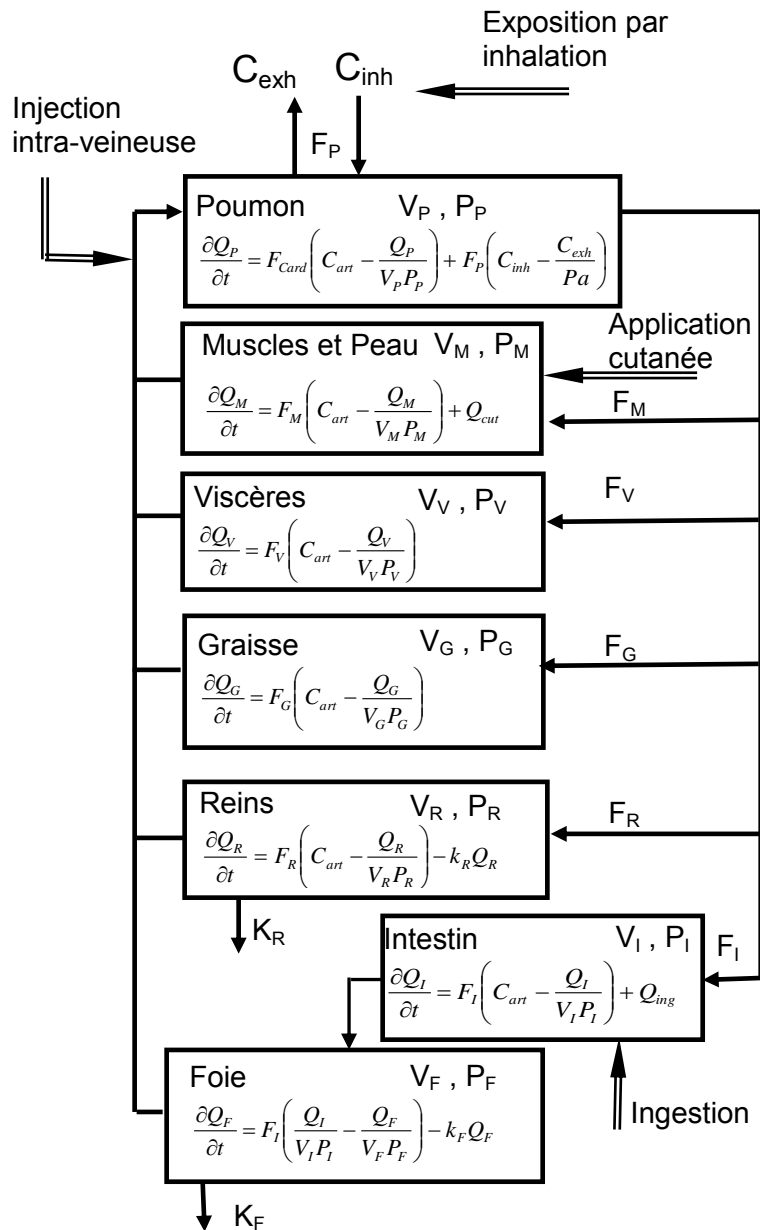 Exposition par
inhalation
C_exh C_inh
Injection
intra-veineuse
F_P
Poumon V_P , P_P
∂Q_P/∂t = F_Card (C_art − Q_P/(V_P P_P)) + F_P (C_inh − C_exh/Pa)
Application
cutanée
Muscles et Peau V_M , P_M
∂Q_M/∂t = F_M (C_art − Q_M/(V_M P_M)) + Q_cut
F_M
Viscères V_V , P_V
F_V
∂Q_V/∂t = F_V (C_art − Q_V/(V_V P_V))
Graisse V_G , P_G
F_G
∂Q_G/∂t = F_G (C_art − Q_G/(V_G P_G))
Reins V_R , P_R
F_R
∂Q_R/∂t = F_R (C_art − Q_R/(V_R P_R)) − k_R Q_R
K_R
Intestin V_I , P_I
F_I
∂Q_I/∂t = F_I (C_art − Q_I/(V_I P_I)) + Q_ing
Foie V_F , P_F
∂Q_F/∂t = F_I (Q_I/(V_I P_I) − Q_F/(V_F P_F)) − k_F Q_F
Ingestion
K_F